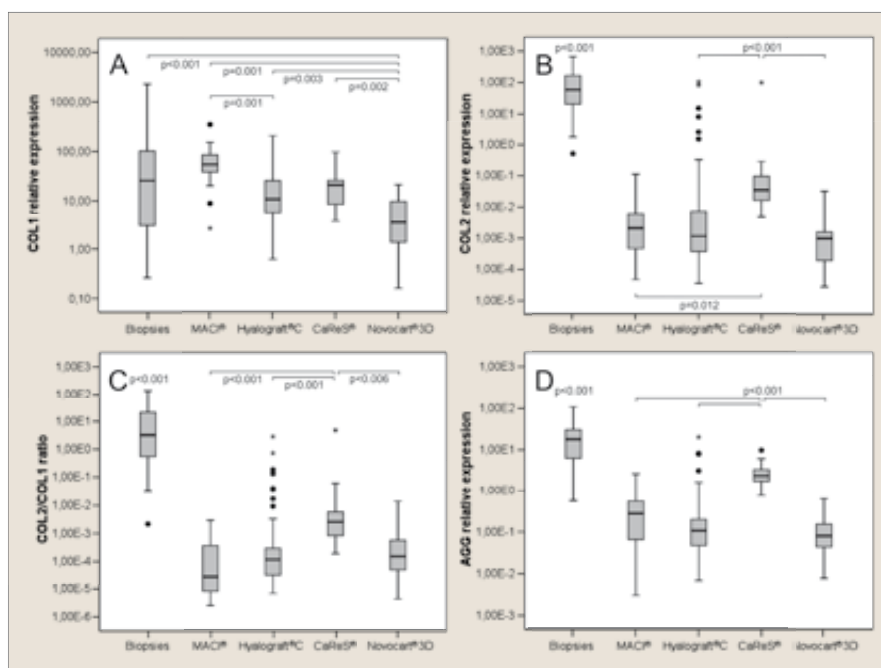 A
COL1 relative expression
10000,00
1000,00
100,00
10,00
1,00
0,10
p<0.001
p=0.001
p=0.003
p=0.002
p=0.001
Biopsies MACI® Hyalograft®C CaReS® Novocart®3D
B
COL2 relative expression
1,00E3
1,00E2
1,00E1
1,00E0
1,00E-1
1,00E-2
1,00E-3
1,00E-4
1,00E-5
p<0.001
p<0.001
p=0.012
Biopsies MACI® Hyalograft®C CaReS® Novocart®3D
C
COL2/COL1 ratio
1,00E3
1,00E2
1,00E1
1,00E0
1,00E-1
1,00E-2
1,00E-3
1,00E-4
1,00E-5
1,00E-6
p<0.001
p<0.001
p<0.001
p=0.006
Biopsies MACI® Hyalograft®C CaReS® Novocart®3D
D
AGG relative expression
1,00E3
1,00E2
1,00E1
1,00E0
1,00E-1
1,00E-2
1,00E-3
p<0.001
p<0.001
Biopsies MACI® Hyalograft®C CaReS® Novocart®3D